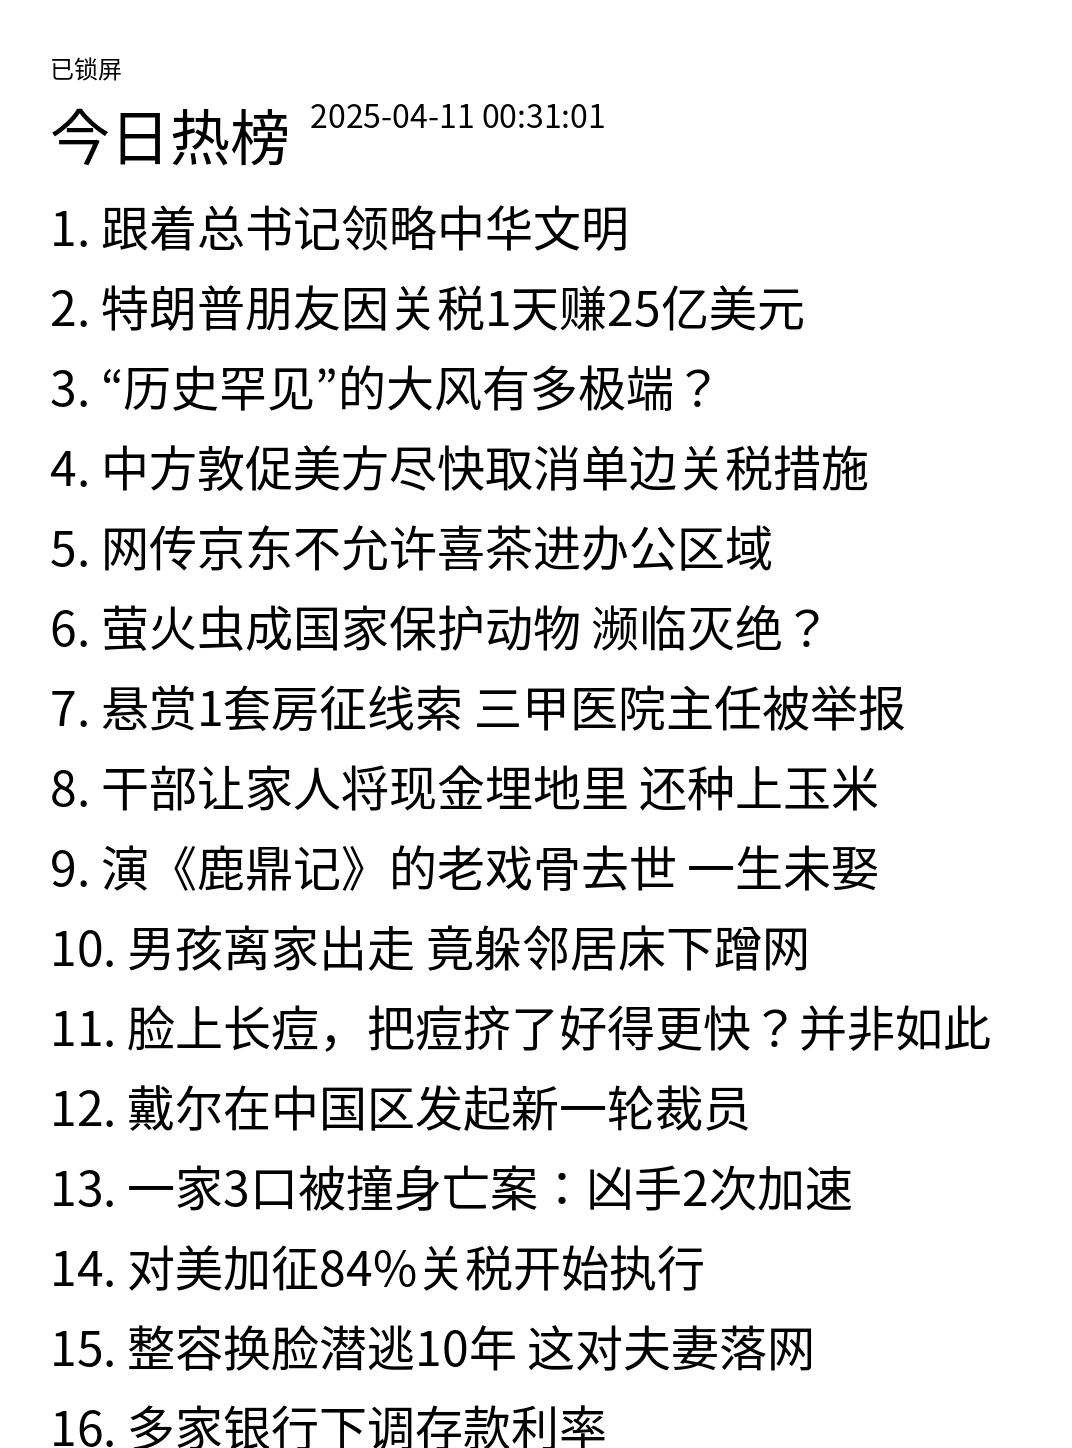 已锁屏
今日热榜 2025-04-11 00:31:01
1. 跟着总书记领略中华文明
2. 特朗普朋友因关税1天赚25亿美元
3. “历史罕见”的大风有多极端？
4. 中方敦促美方尽快取消单边关税措施
5. 网传京东不允许喜茶进办公区域
6. 萤火虫成国家保护动物 濒临灭绝？
7. 悬赏1套房征线索 三甲医院主任被举报
8. 干部让家人将现金埋地里 还种上玉米
9. 演《鹿鼎记》的老戏骨去世 一生未娶
10. 男孩离家出走 竟躲邻居床下蹭网
11. 脸上长痘，把痘挤了好得更快？并非如此
12. 戴尔在中国区发起新一轮裁员
13. 一家3口被撞身亡案：凶手2次加速
14. 对美加征84%关税开始执行
15. 整容换脸潜逃10年 这对夫妻落网
16. 多家银行下调存款利率